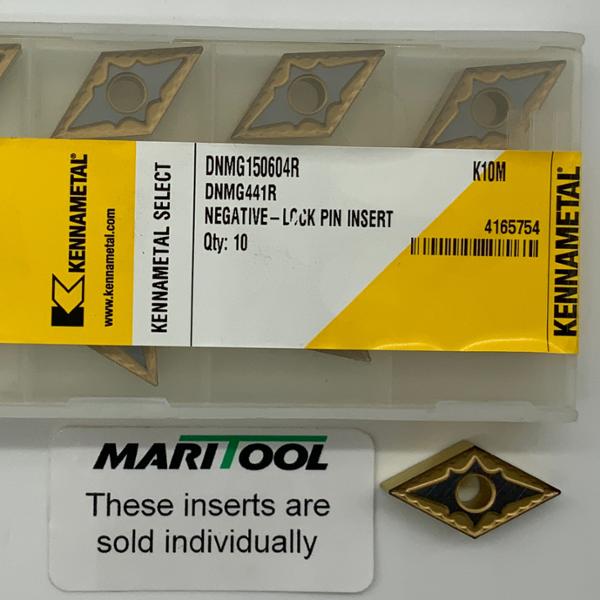 KENNAMETAL®
www.kennametal.com
KENNAMETAL SELECT
DNMG150604R
DNMG441R
NEGATIVE-LOCK PIN INSERT
Qty: 10
K10M
4165754
KENNAMETAL
MARITOOL
These inserts are
sold individually